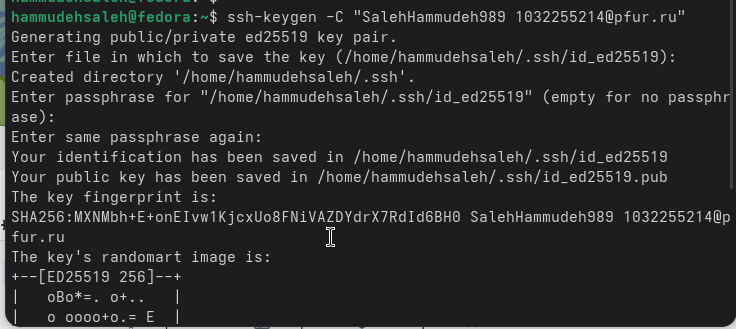 hammudehsaleh@fedora:~$ ssh-keygen -C "SalehHammudeh989 1032255214@pfur.ru"
Generating public/private ed25519 key pair.
Enter file in which to save the key (/home/hammudehsaleh/.ssh/id_ed25519):
Created directory '/home/hammudehsaleh/.ssh'.
Enter passphrase for "/home/hammudehsaleh/.ssh/id_ed25519" (empty for no passphr
ase):
Enter same passphrase again:
Your identification has been saved in /home/hammudehsaleh/.ssh/id_ed25519
Your public key has been saved in /home/hammudehsaleh/.ssh/id_ed25519.pub
The key fingerprint is:
SHA256:MXNMbh+E+onEIvw1KjcxUo8FNiVAZDYdrX7RdId6BH0 SalehHammudeh989 1032255214@p
fur.ru
The key's randomart image is:
+--[ED25519 256]--+
|   oBo*=. o+..   |
|   o oooo+o.= E  |